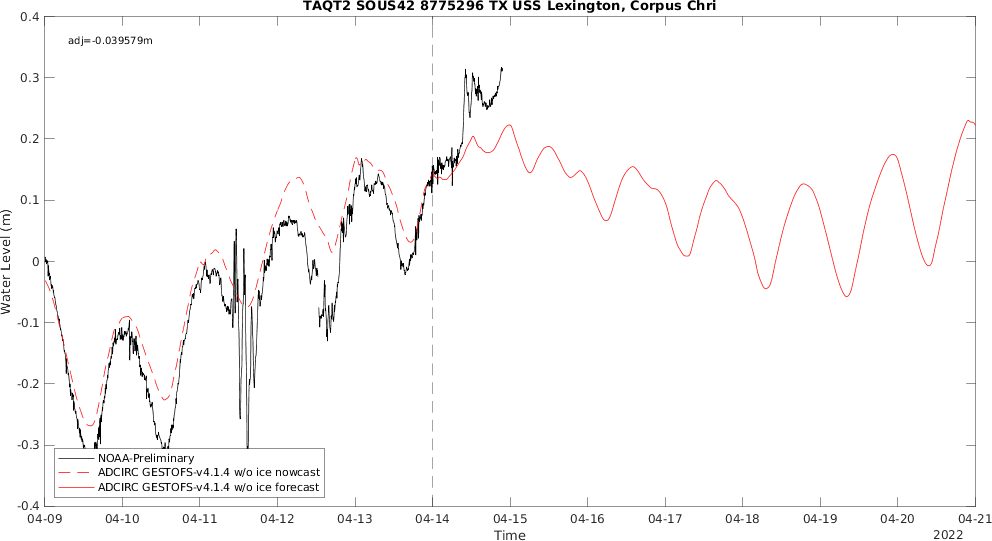 TAQT2 SOUS42 8775296 TX USS Lexington, Corpus Chri
adj=-0.039579m
0.4
0.3
0.2
0.1
0
-0.1
-0.2
-0.3
-0.4
Water Level (m)
NOAA-Preliminary
ADCIRC GESTOFS-v4.1.4 w/o ice nowcast
ADCIRC GESTOFS-v4.1.4 w/o ice forecast
04-09 04-10 04-11 04-12 04-13 04-14 04-15 04-16 04-17 04-18 04-19 04-20 04-21
Time
2022